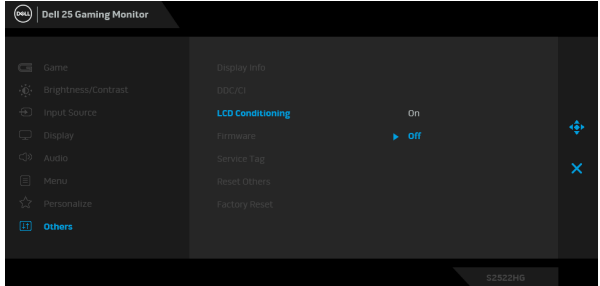 DELL
Dell 25 Gaming Monitor
Game
Brightness/Contrast
Input Source
Display
Audio
Menu
Personalize
Others
Display Info
DDC/CI
LCD Conditioning On
Firmware Off
Service Tag
Reset Others
Factory Reset
S2522HG